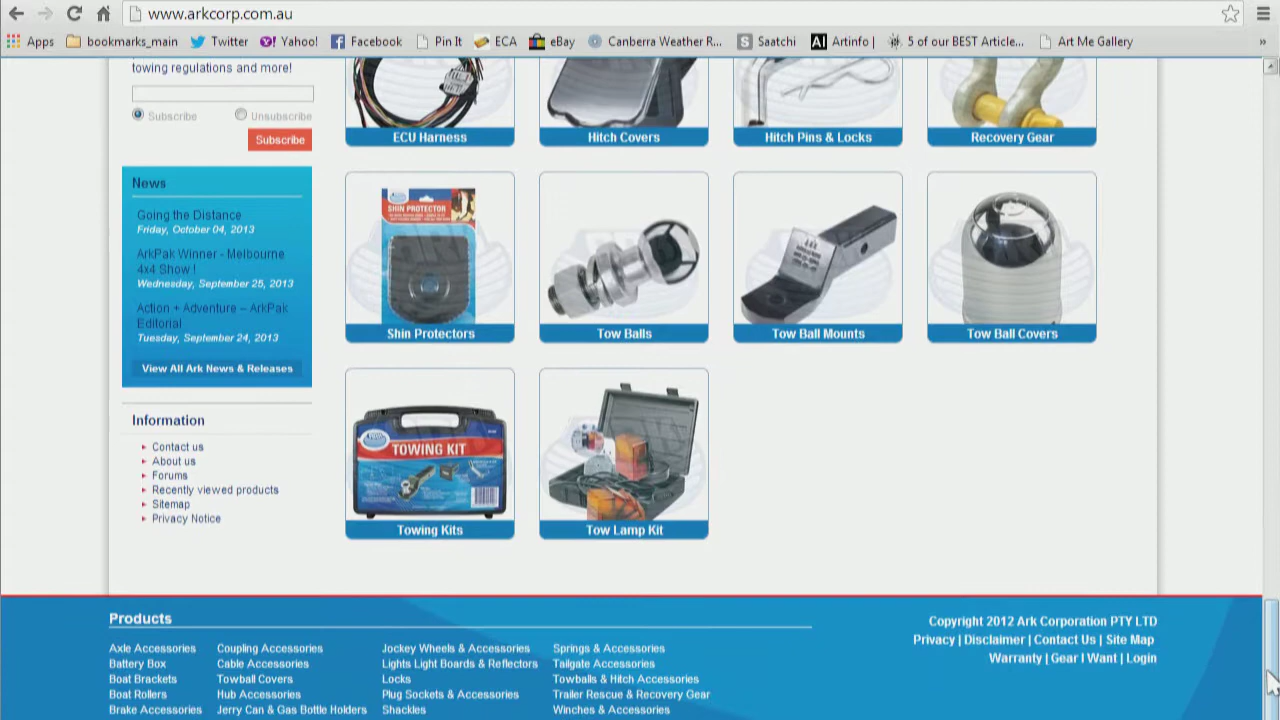 www.arkcorp.com.au
Apps bookmarks_main Twitter Yahoo! Facebook Pin It ECA eBay Canberra Weather R... Saatchi Artinfo | 5 of our BEST Article... Art Me Gallery »
towing regulations and more!
Subscribe Unsubscribe
Subscribe
ECU Harness Hitch Covers Hitch Pins & Locks Recovery Gear
News
Going the Distance
Friday, October 04, 2013
ArkPak Winner - Melbourne
4x4 Show !
Wednesday, September 25, 2013
Action + Adventure – ArkPak
Editorial
Tuesday, September 24, 2013
View All Ark News & Releases
SHIN PROTECTOR
Shin Protectors Tow Balls Tow Ball Mounts Tow Ball Covers
Information
Contact us
About us
Forums
Recently viewed products
Sitemap
Privacy Notice
TOWING KIT
Towing Kits Tow Lamp Kit
Products
Axle Accessories Coupling Accessories Jockey Wheels & Accessories Springs & Accessories
Battery Box Cable Accessories Lights Light Boards & Reflectors Tailgate Accessories
Boat Brackets Towball Covers Locks Towballs & Hitch Accessories
Boat Rollers Hub Accessories Plug Sockets & Accessories Trailer Rescue & Recovery Gear
Brake Accessories Jerry Can & Gas Bottle Holders Shackles Winches & Accessories
Copyright 2012 Ark Corporation PTY LTD
Privacy | Disclaimer | Contact Us | Site Map
Warranty | Gear I Want | Login